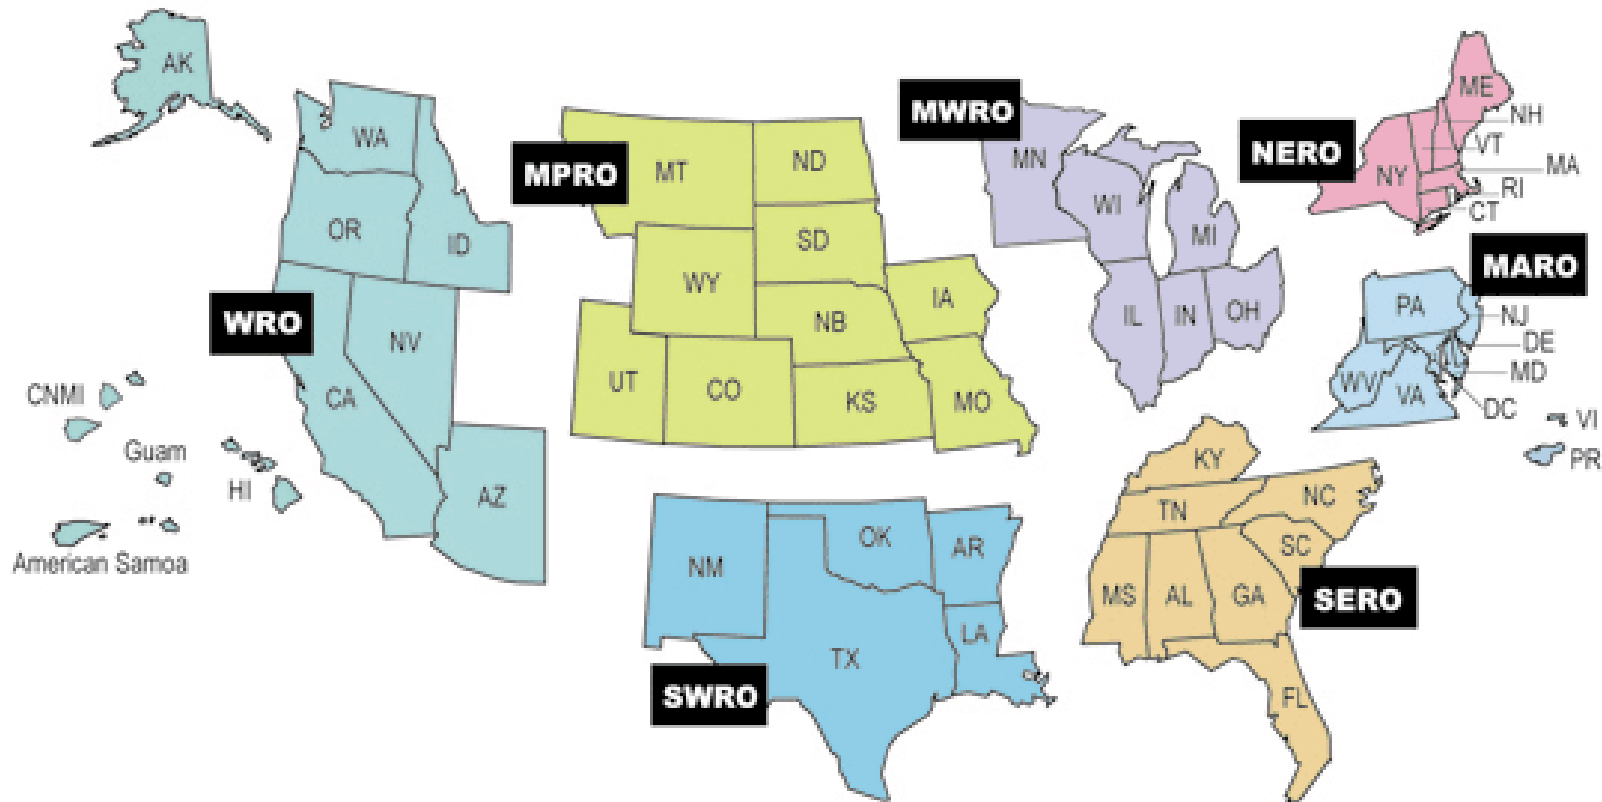 AK
WA
OR
ID
WRO
NV
CA
CNMI
Guam
HI
AZ
American Samoa
MPRO
MT
ND
SD
WY
NB
IA
UT
CO
KS
MO
MWRO
MN
WI
MI
IL
IN
OH
NERO
ME
NH
VT
NY
MA
RI
CT
MARO
PA
NJ
DE
MD
WV
VA
DC
VI
PR
SWRO
NM
OK
AR
TX
LA
SERO
KY
TN
NC
SC
MS
AL
GA
FL